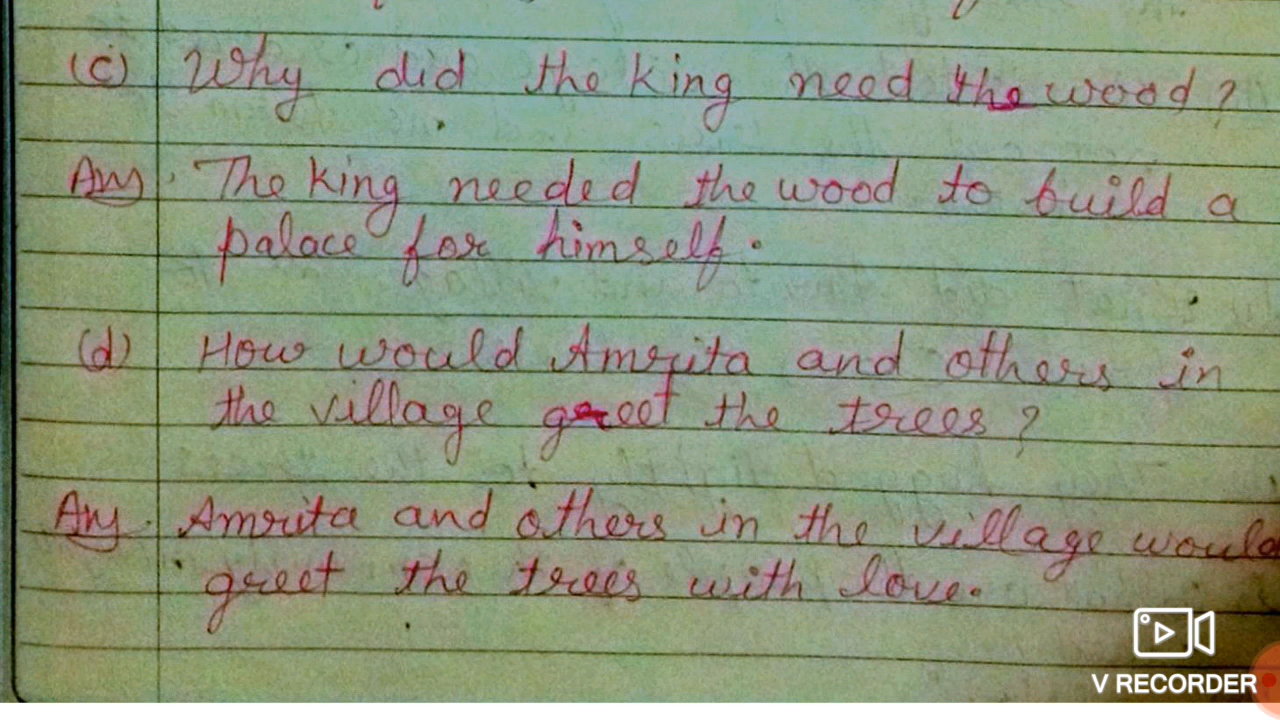 (c) Why did the king need the wood?
Ans. The king needed the wood to build a
palace for himself.
(d) How would Amrita and others in
the village greet the trees?
Ans. Amrita and others in the village would
greet the trees with love.
V RECORDER